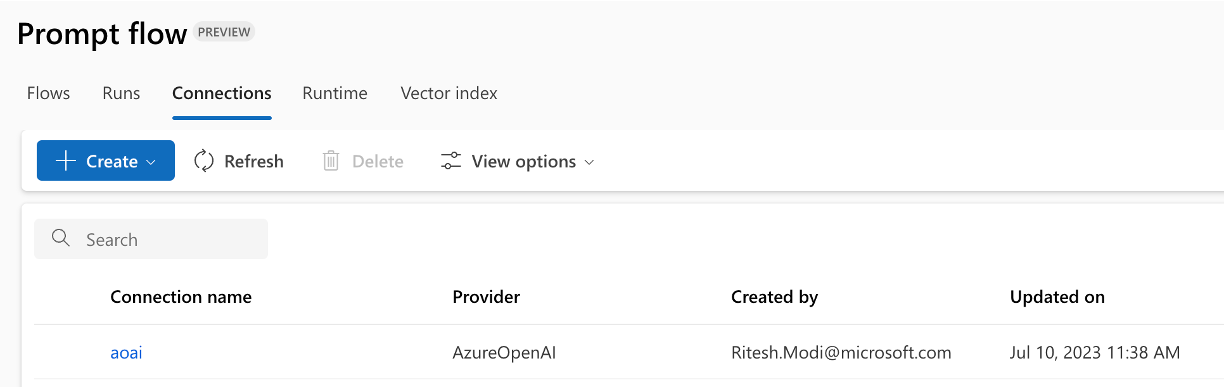 Prompt flow PREVIEW
Flows Runs Connections Runtime Vector index
Create Refresh Delete View options
Search
Connection name Provider Created by Updated on
aoai AzureOpenAI Ritesh.Modi@microsoft.com Jul 10, 2023 11:38 AM